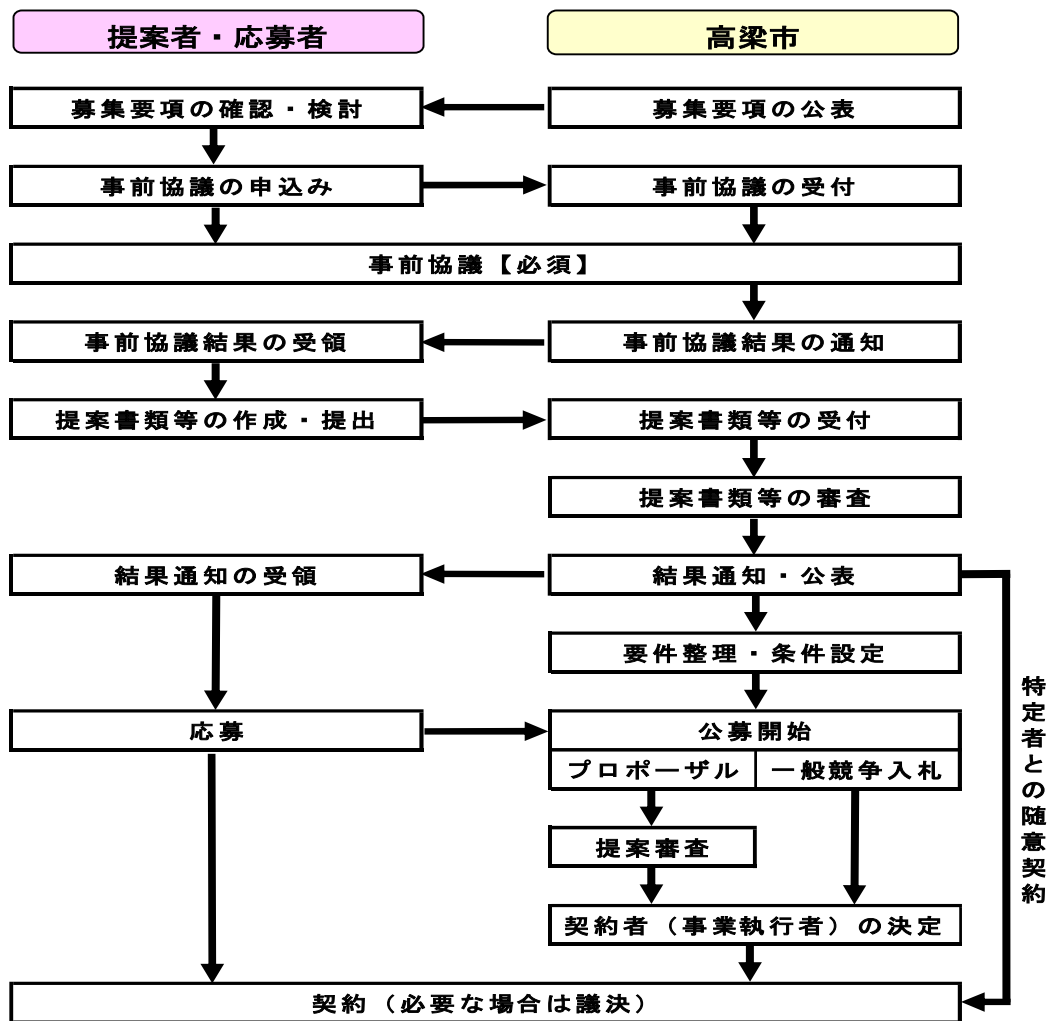 提案者・応募者
高梁市
募集要項の確認・検討
募集要項の公表
事前協議の申込み
事前協議の受付
事前協議【必須】
事前協議結果の受領
事前協議結果の通知
提案書類等の作成・提出
提案書類等の受付
提案書類等の審査
結果通知の受領
結果通知・公表
要件整理・条件設定
応募
公募開始
プロポーザル
一般競争入札
提案審査
契約者（事業執行者）の決定
特定者との随意契約
契約（必要な場合は議決）